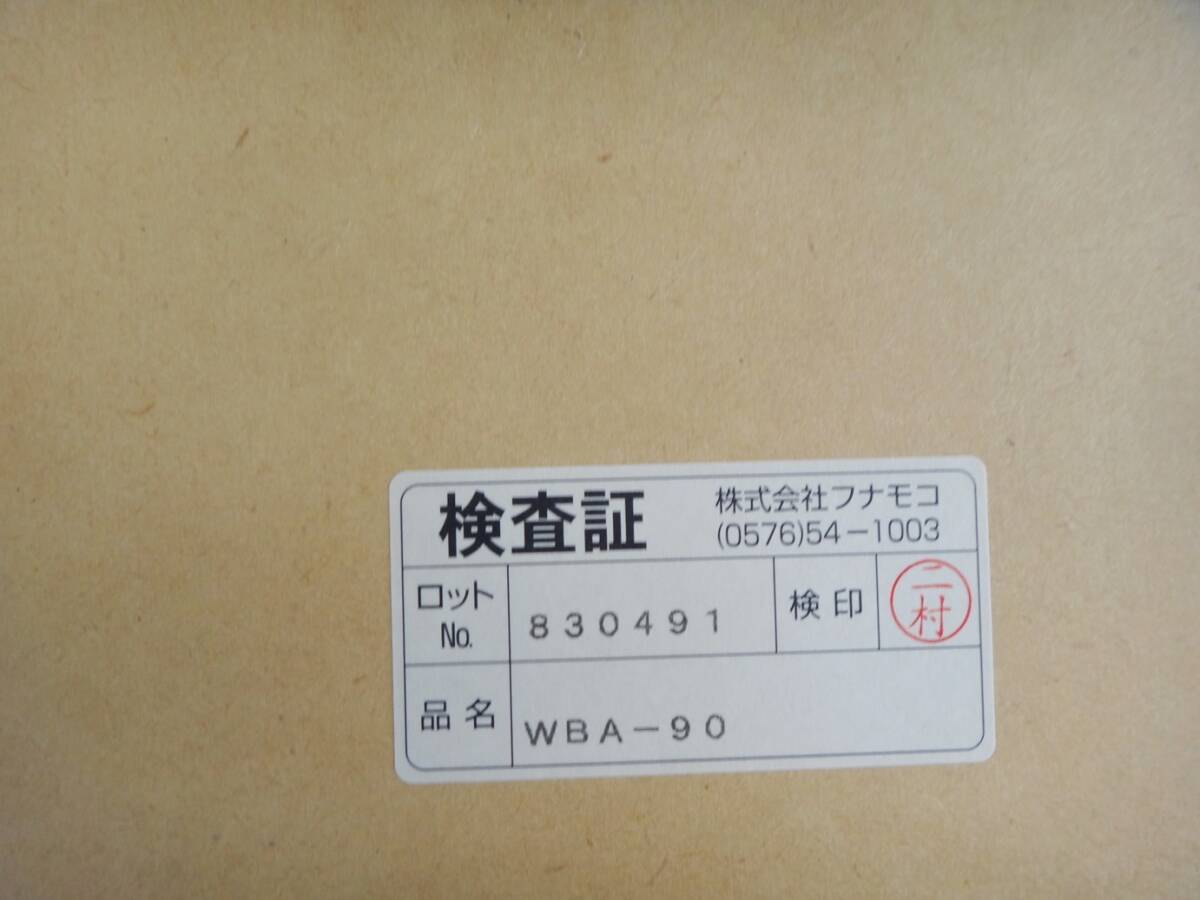 検査証
株式会社フナモコ
(0576)54-1003
ロット
No.
830491
検印
二村
品名
WBA-90